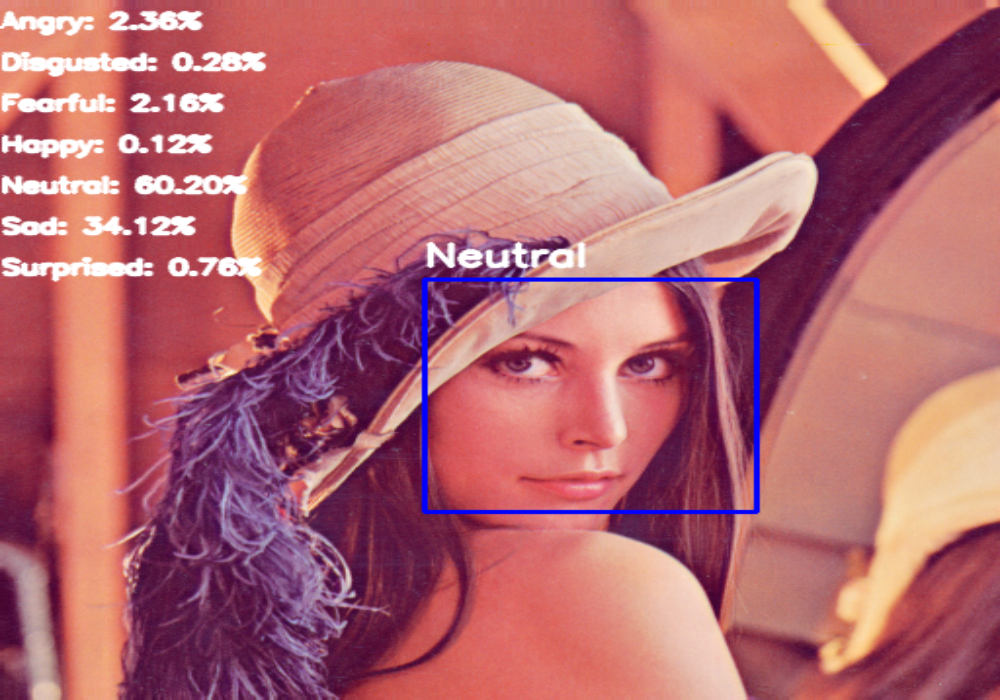 Angry: 2.36%
Disgusted: 0.28%
Fearful: 2.16%
Happy: 0.12%
Neutral: 60.20%
Sad: 34.12%
Surprised: 0.76%
Neutral